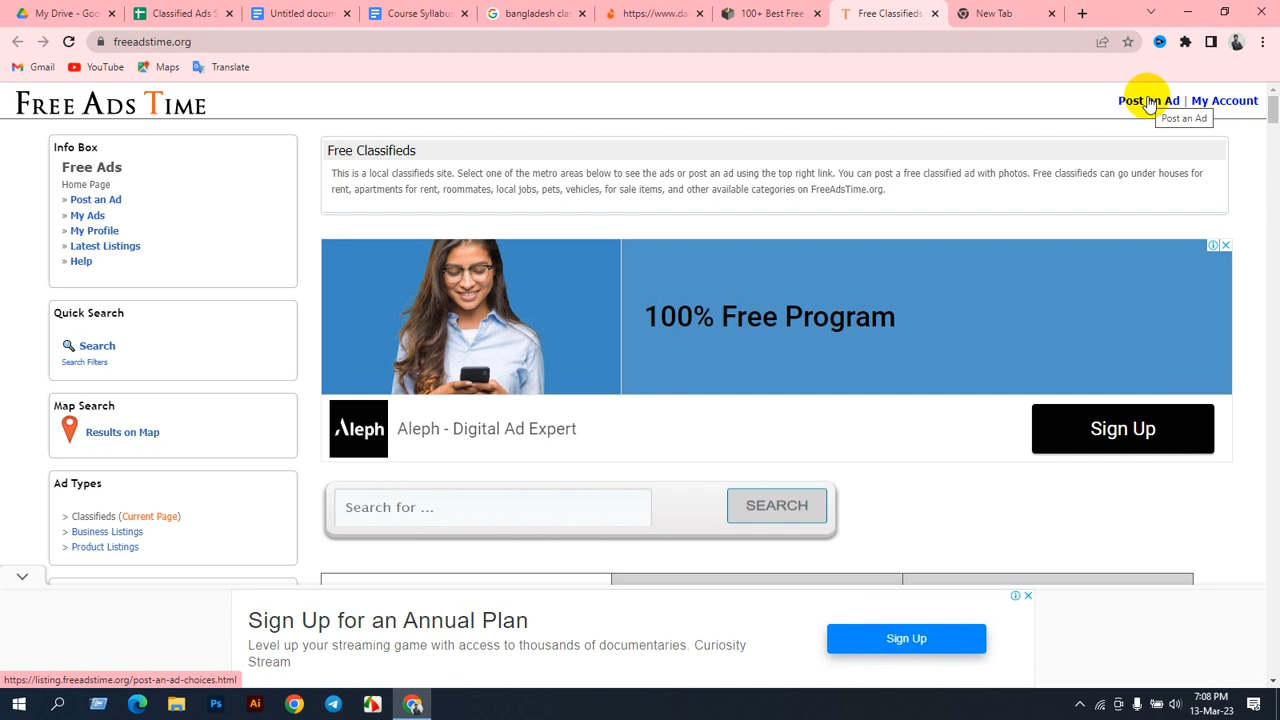 Google Drive
Classified Ads S
Untitled docum
Course Syllabu
bangladesh clas
https://www.da
100+ Best Free
Free Classifieds
New Tab
freeadstime.org
Gmail
YouTube
Maps
Translate
FREE ADS TIME
Post an Ad | My Account
Post an Ad
Info Box
Free Ads
Home Page
» Post an Ad
» My Ads
» My Profile
» Latest Listings
» Help
Quick Search
Search
Search Filters
Map Search
Results on Map
Ad Types
> Classifieds (Current Page)
> Business Listings
> Product Listings
Free Classifieds
This is a local classifieds site. Select one of the metro areas below to see the ads or post an ad using the top right link. You can post a free classified ad with photos. Free classifieds can go under houses for
rent, apartments for rent, roommates, local jobs, pets, vehicles, for sale items, and other available categories on FreeAdsTime.org.
100% Free Program
Aleph
Aleph - Digital Ad Expert
Sign Up
Search for ...
SEARCH
Sign Up for an Annual Plan
Level up your streaming game with access to thousands of documentaries. Curiosity
Stream
Sign Up
https://listing.freeadstime.org/post-an-ad-choices.html
Ps
Ai
7:08 PM
13-Mar-23